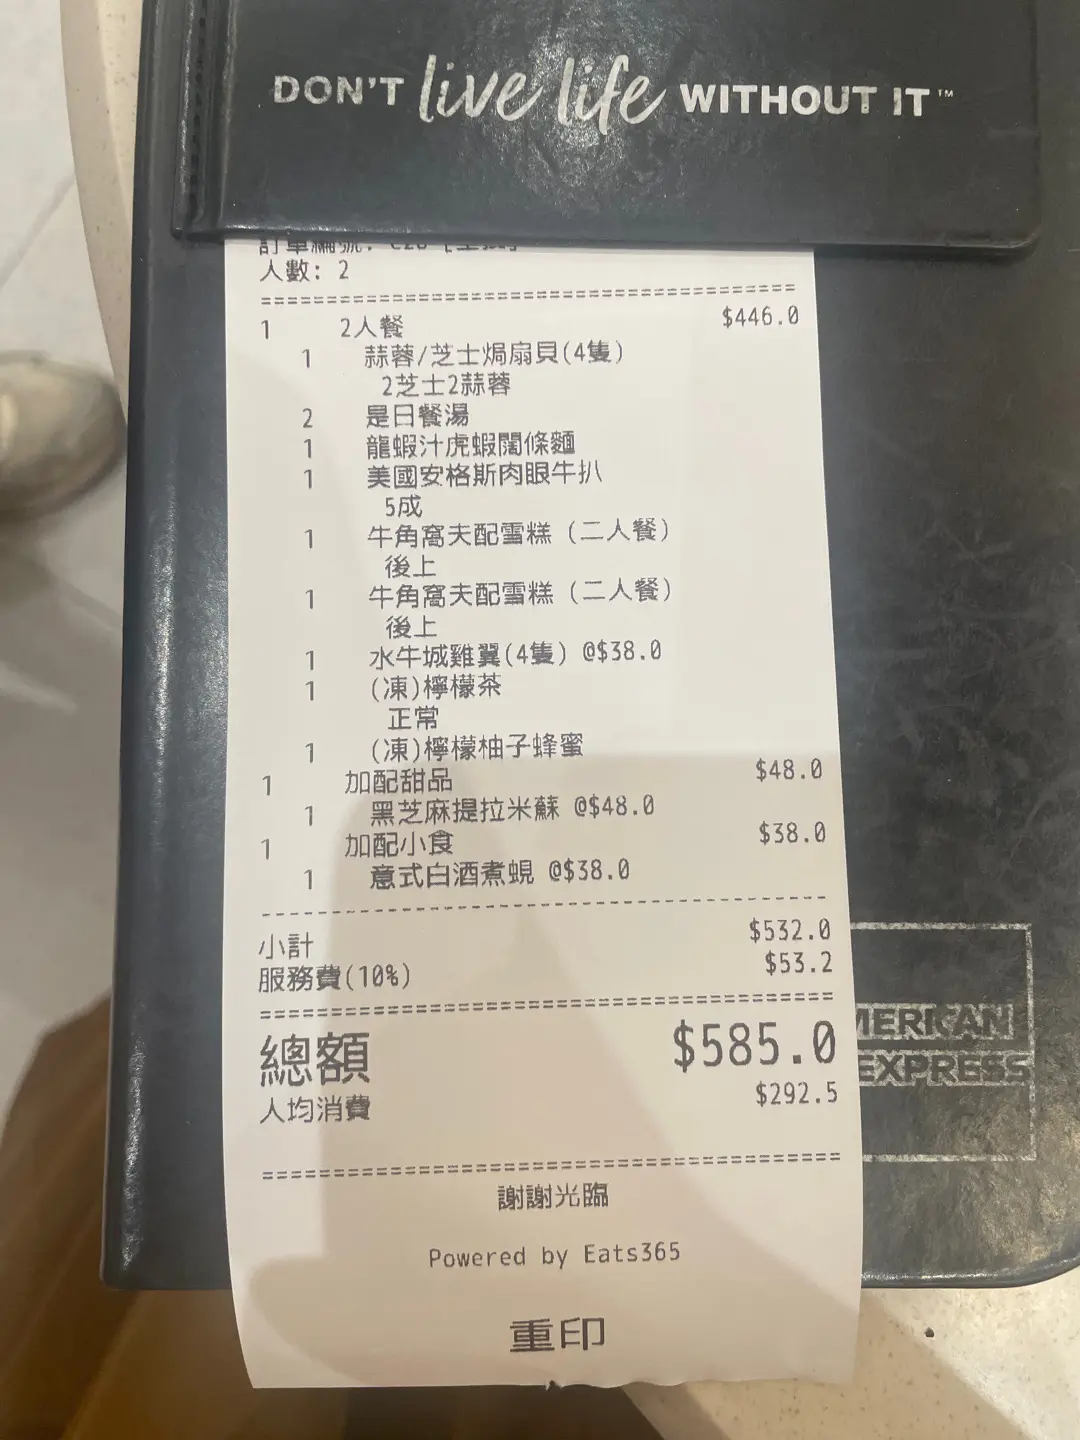 DON'T live life WITHOUT IT™
訂單編號:
人數: 2
1 2人餐 $446.0
1 蒜蓉/芝士焗扇貝(4隻)
2芝士2蒜蓉
2 是日餐湯
1 龍蝦汁虎蝦闊條麵
1 美國安格斯肉眼牛扒
5成
1 牛角窩夫配雪糕 (二人餐)
後上
1 牛角窩夫配雪糕 (二人餐)
後上
1 水牛城雞翼(4隻) @$38.0
1 (凍)檸檬茶
正常
1 (凍)檸檬柚子蜂蜜
1 加配甜品 $48.0
1 黑芝麻提拉米蘇 @$48.0
1 加配小食 $38.0
1 意式白酒煮蜆 @$38.0
小計 $532.0
服務費(10%) $53.2
總額 $585.0
人均消費 $292.5
謝謝光臨
Powered by Eats365
重印
MERICAN
EXPRESS